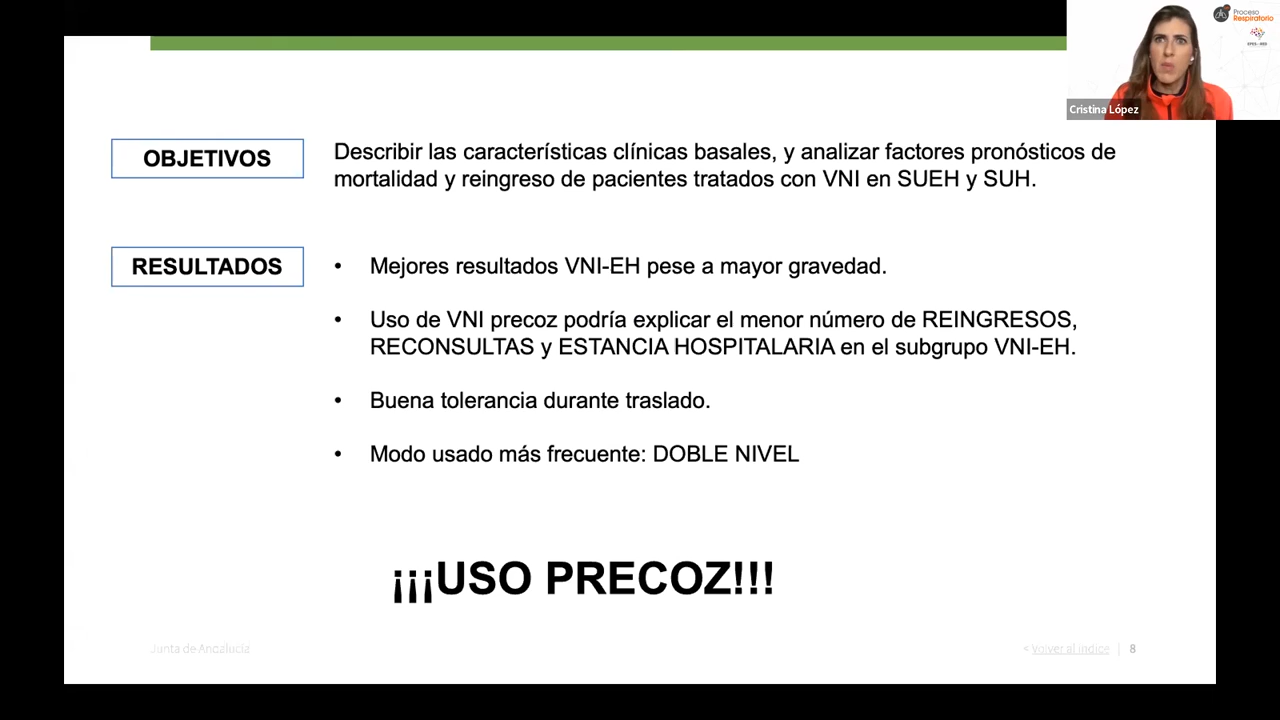 Proceso
Respiratorio
Cristina López
OBJETIVOS
Describir las características clínicas basales, y analizar factores pronósticos de
mortalidad y reingreso de pacientes tratados con VNI en SUEH y SUH.
RESULTADOS
• Mejores resultados VNI-EH pese a mayor gravedad.
• Uso de VNI precoz podría explicar el menor número de REINGRESOS,
RECONSULTAS y ESTANCIA HOSPITALARIA en el subgrupo VNI-EH.
• Buena tolerancia durante traslado.
• Modo usado más frecuente: DOBLE NIVEL
¡¡¡USO PRECOZ!!!
Junta de Andalucía
< Volver al índice | 8